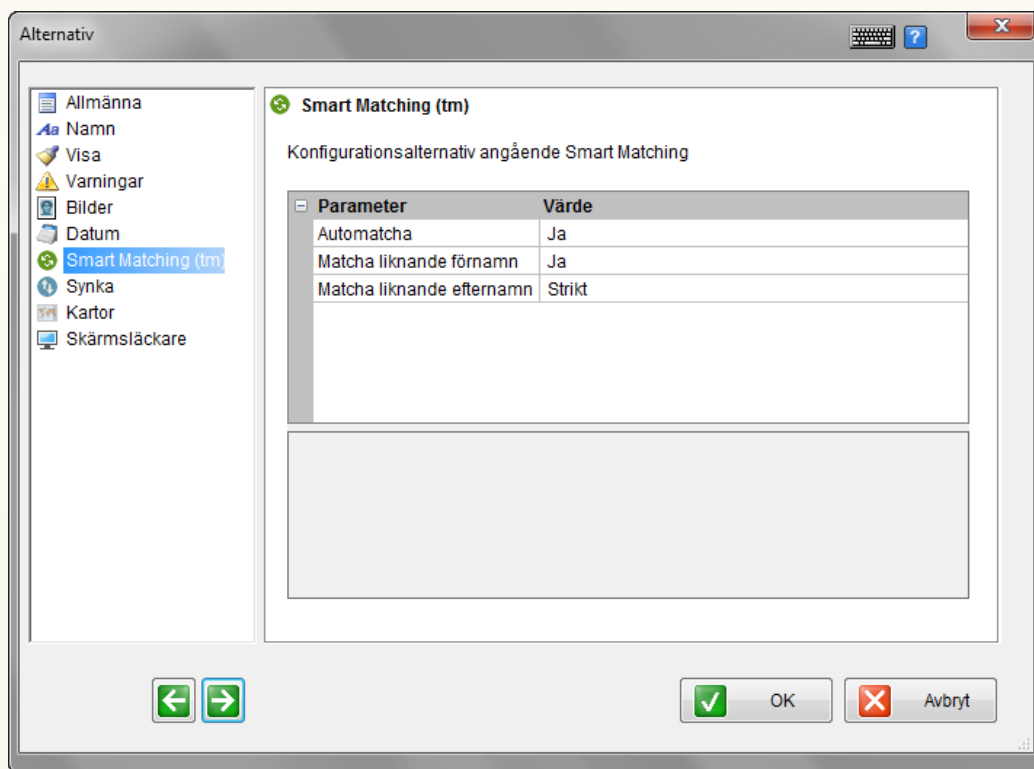 Alternativ
?
Allmänna
Aa Namn
Visa
Varningar
Bilder
Datum
Smart Matching (tm)
Synka
Kartor
Skärmsläckare
Smart Matching (tm)
Konfigurationsalternativ angående Smart Matching
Parameter Värde
Automatcha Ja
Matcha liknande förnamn Ja
Matcha liknande efternamn Strikt
OK Avbryt